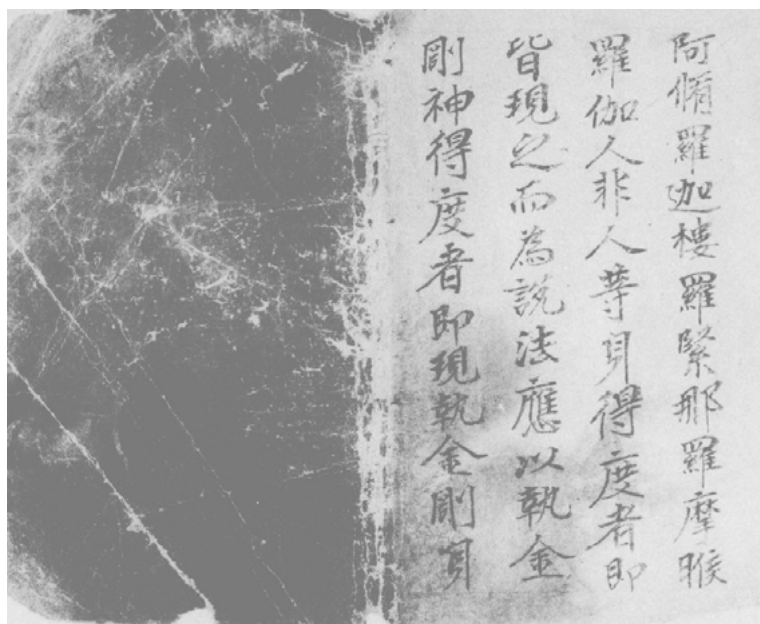 阿脩羅迦樓羅緊那羅摩睺
羅伽人非人等身得度者即
皆現之而為說法應以執金
剛神得度者即現執金剛身